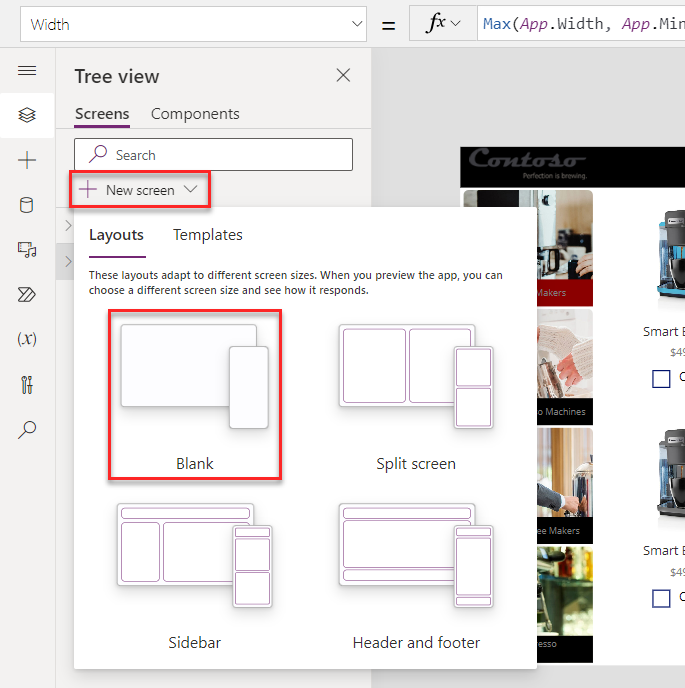 Width
=
fx
Max(App.Width, App.Min
Tree view
Screens
Components
Search
New screen
Layouts
Templates
These layouts adapt to different screen sizes. When you preview the app, you can
choose a different screen size and see how it responds.
Blank
Split screen
Sidebar
Header and footer
(x)
Contoso
Perfection is brewing.
Makers
Machines
Makers
Smart B
$49
C
Smart B
$49
C